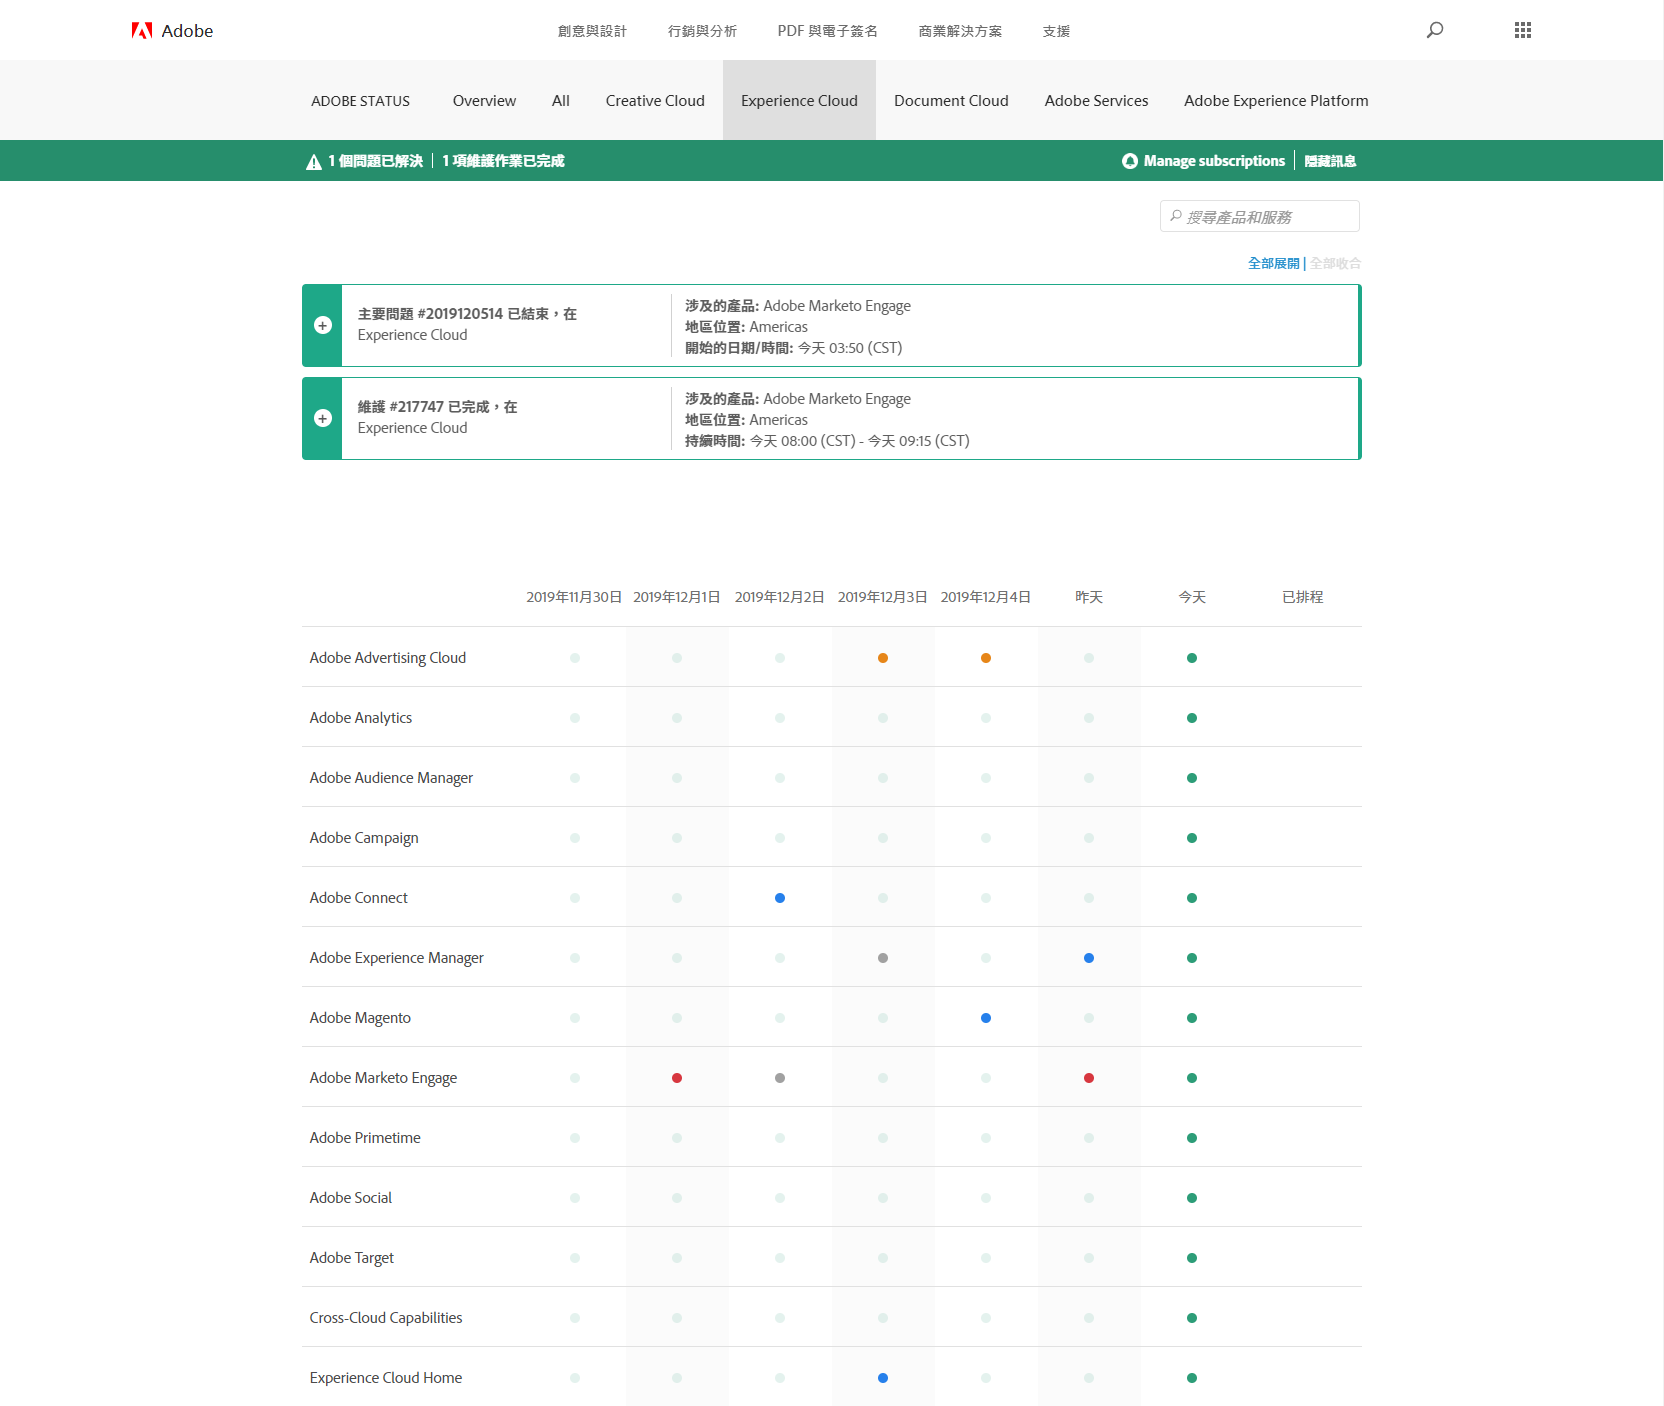 Adobe
創意與設計 行銷與分析 PDF 與電子簽名 商業解決方案 支援
ADOBE STATUS Overview All Creative Cloud Experience Cloud Document Cloud Adobe Services Adobe Experience Platform
1 個問題已解決 | 1 項維護作業已完成 Manage subscriptions | 隱藏訊息
搜尋產品和服務
全部展開 | 全部收合
主要問題 #2019120514 已結束，在
Experience Cloud
涉及的產品: Adobe Marketo Engage
地區位置: Americas
開始的日期/時間: 今天 03:50 (CST)
維護 #217747 已完成，在
Experience Cloud
涉及的產品: Adobe Marketo Engage
地區位置: Americas
持續時間: 今天 08:00 (CST) - 今天 09:15 (CST)
2019年11月30日 2019年12月1日 2019年12月2日 2019年12月3日 2019年12月4日 昨天 今天 已排程
Adobe Advertising Cloud
Adobe Analytics
Adobe Audience Manager
Adobe Campaign
Adobe Connect
Adobe Experience Manager
Adobe Magento
Adobe Marketo Engage
Adobe Primetime
Adobe Social
Adobe Target
Cross-Cloud Capabilities
Experience Cloud Home